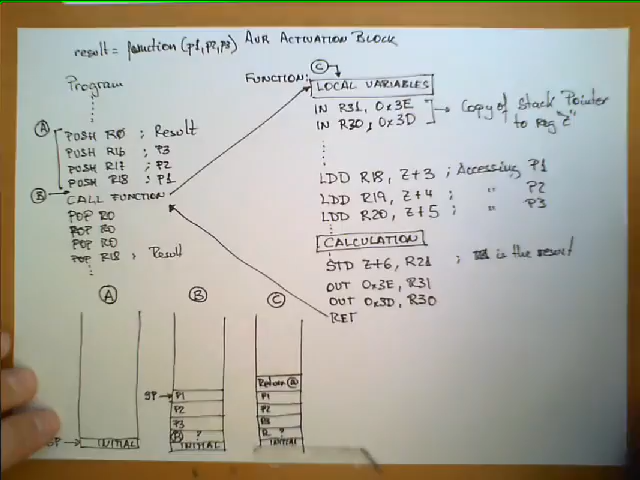 result = function (p1, p2, p3) AVR ACTIVATION BLOCK
Program
A
PUSH R0 ; Result
PUSH R16 ; P3
PUSH R17 ; P2
PUSH R18 ; P1
B
CALL FUNCTION
POP R0
POP R0
POP R0
POP R18 ; Result
FUNCTION:
C
LOCAL VARIABLES
IN R31, 0x3E
IN R30, 0x3D
Copy of Stack Pointer
to Reg "Z"
LDD R18, Z+3 ; Accessing P1
LDD R19, Z+4 ; " P2
LDD R20, Z+5 ; " P3
CALCULATION
STD Z+6, R21 ; is the
OUT 0x3E, R31
OUT 0x3D, R30
RET
A
SP
INITIAL
B
SP
P1
P2
P3
R ?
INITIAL
C
Return @
P1
P2
P3
R ?
INITIAL